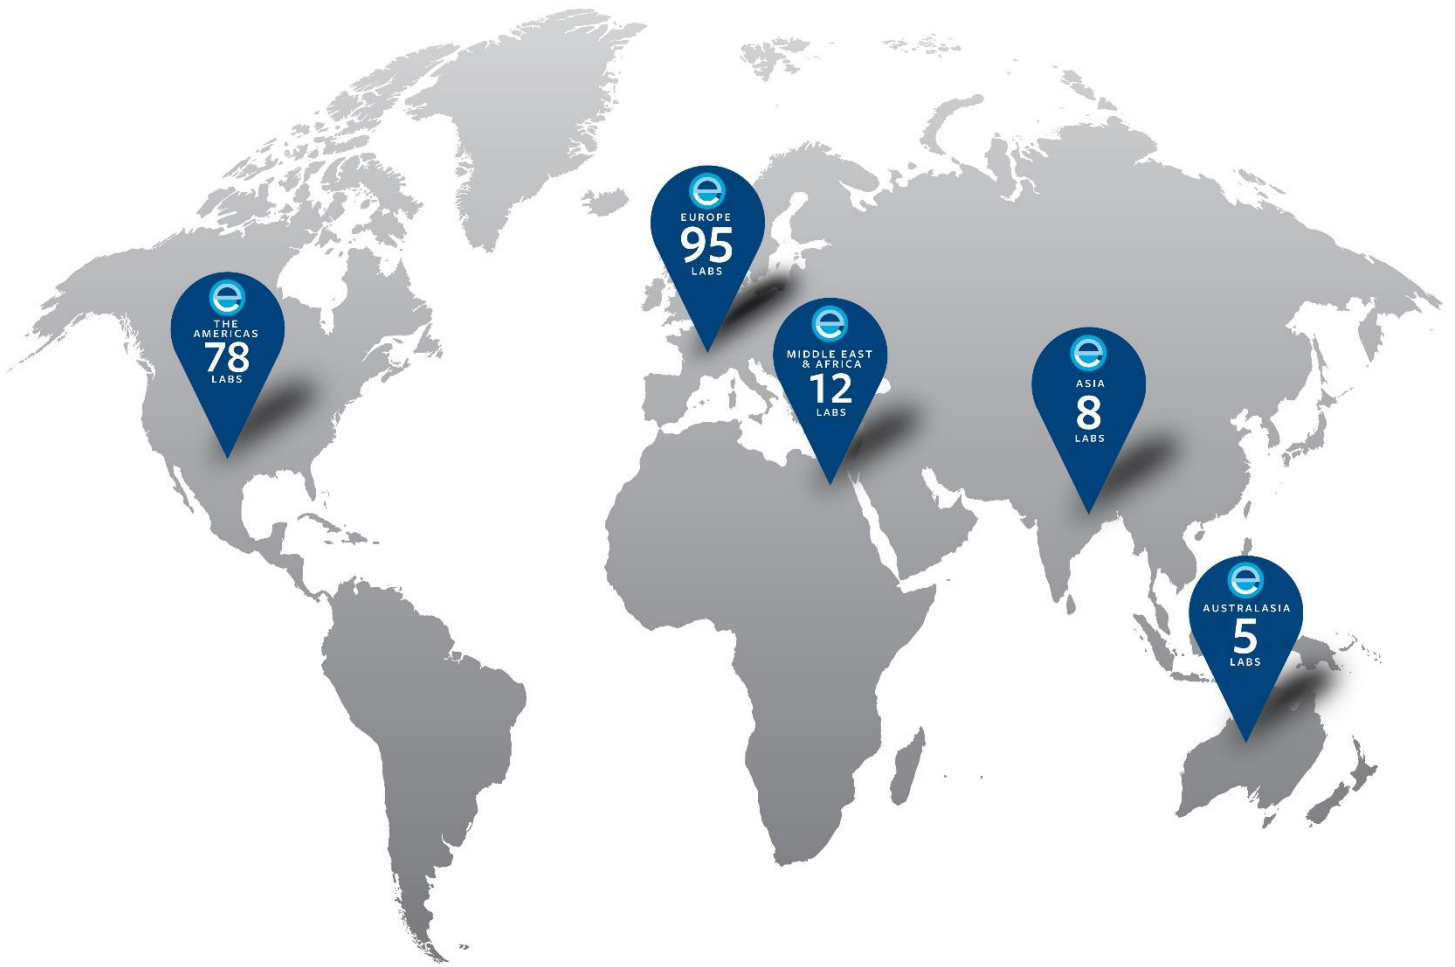 EUROPE
95
LABS
THE
AMERICAS
78
LABS
MIDDLE EAST
& AFRICA
12
LABS
ASIA
8
LABS
AUSTRALASIA
5
LABS